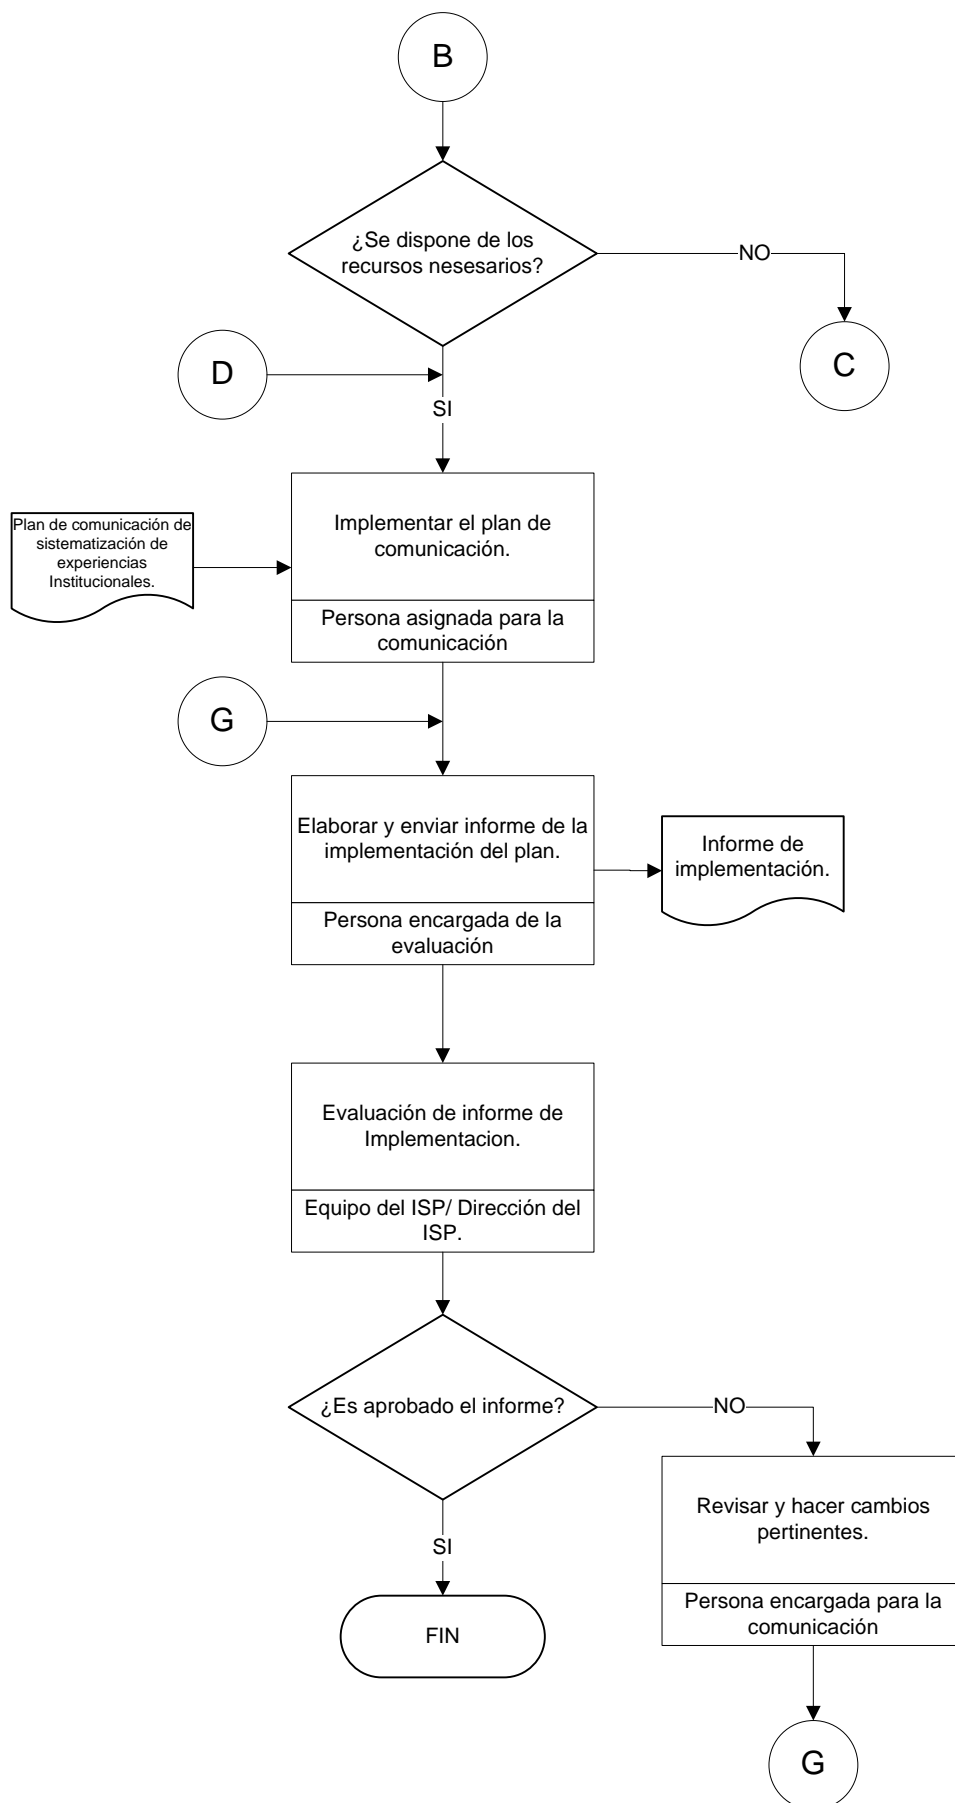 B
¿Se dispone de los
recursos nesesarios?
NO
C
D
SI
Implementar el plan de
comunicación.
Persona asignada para la
comunicación
Plan de comunicación de
sistematización de
experiencias
Institucionales.
G
Elaborar y enviar informe de la
implementación del plan.
Persona encargada de la
evaluación
Informe de
implementación.
Evaluación de informe de
Implementacion.
Equipo del ISP/ Dirección del
ISP.
¿Es aprobado el informe?
NO
SI
Revisar y hacer cambios
pertinentes.
Persona encargada para la
comunicación
FIN
G